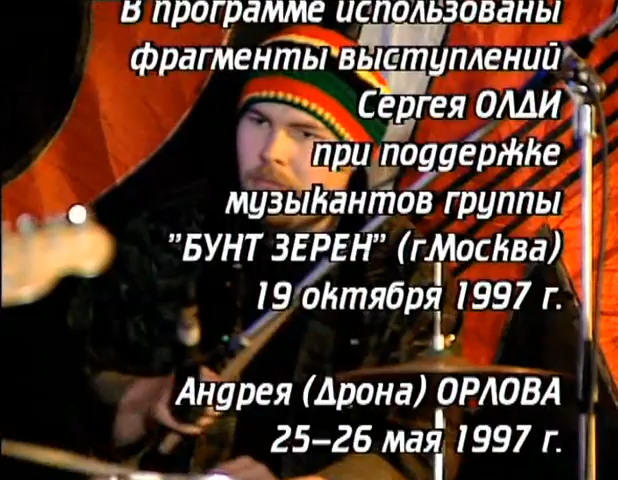 В программе использованы
фрагменты выступлений
Сергея ОЛДИ
при поддержке
музыкантов группы
"БУНТ ЗЕРЕН" (г.Москва)
19 октября 1997 г.
Андрея (Дрона) ОРЛОВА
25–26 мая 1997 г.